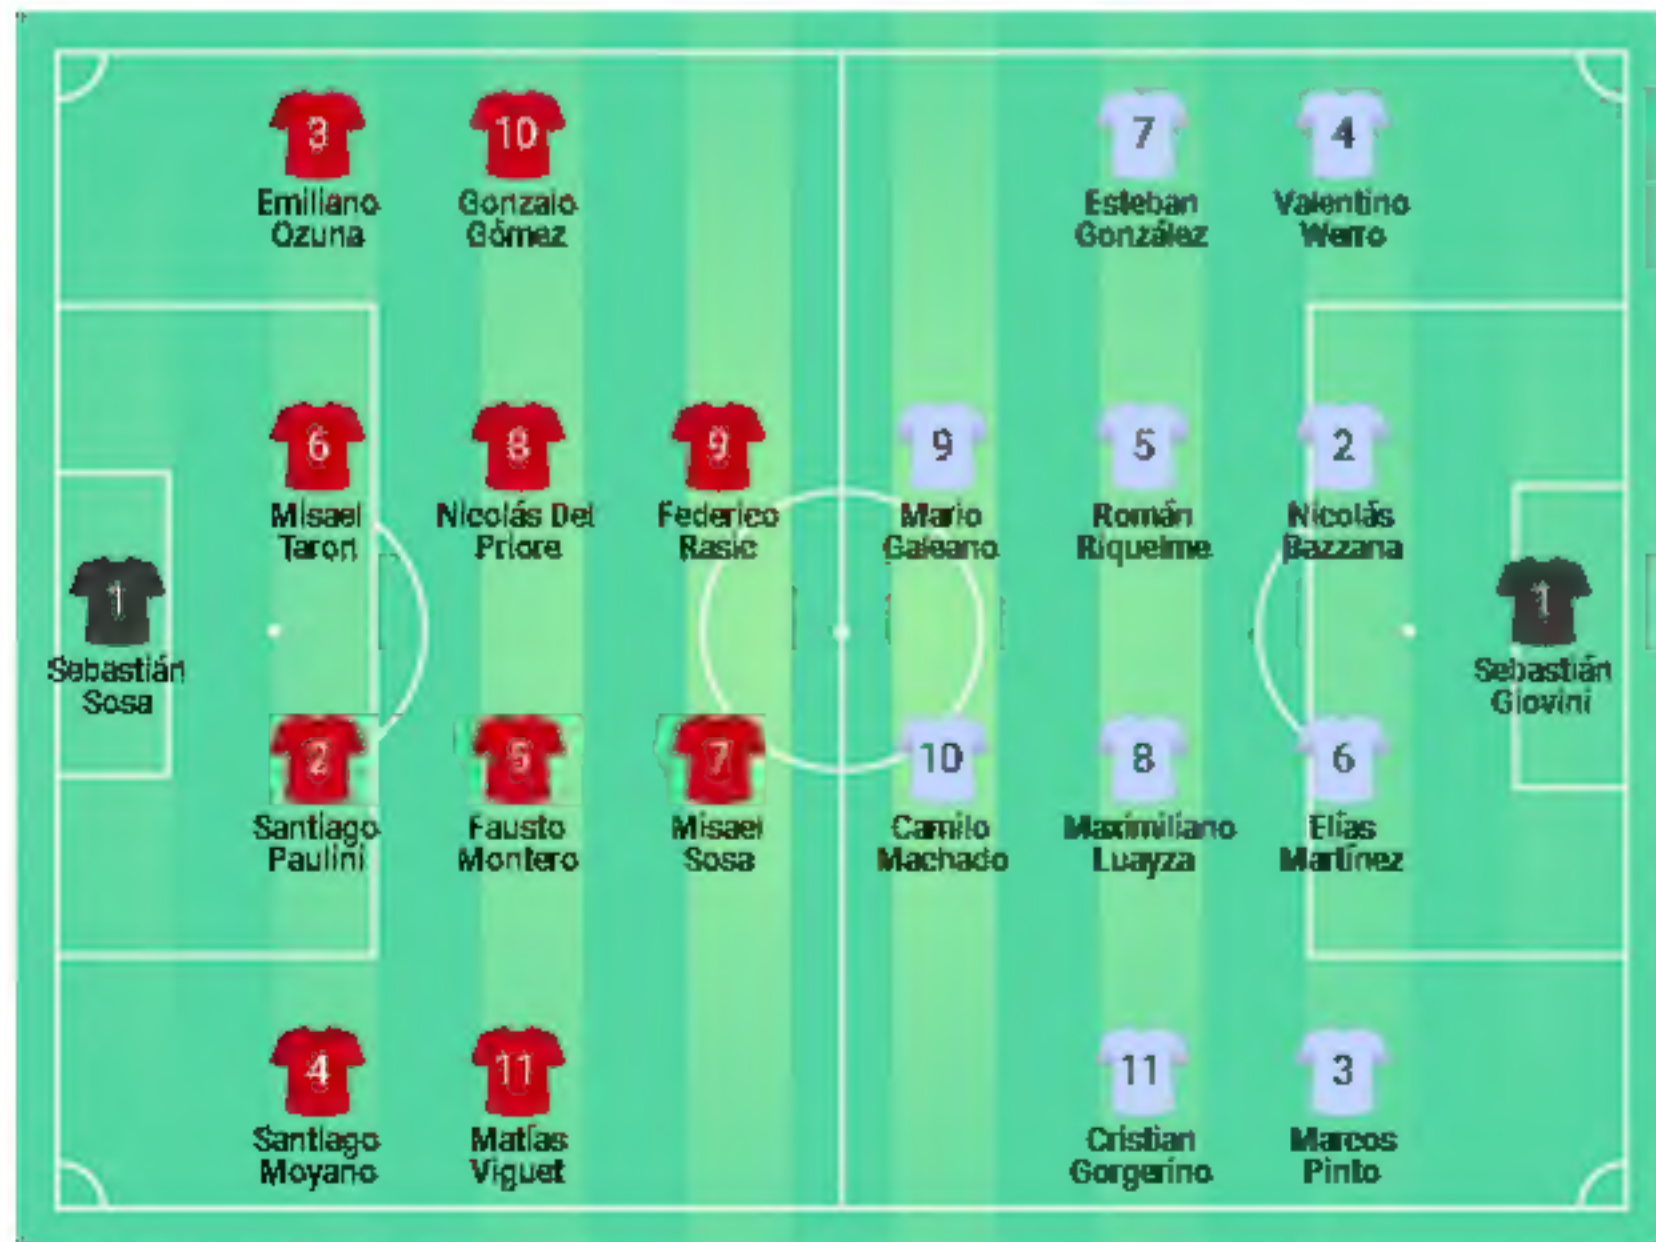 3
Emiliano
Ozuna
10
Gonzalo
Gómez
7
Esteban
González
4
Valentino
Werro
6
Misael
Taron
8
Nicolás Del
Priore
9
Federico
Rasic
9
Mario
Galeano
5
Román
Riquelme
2
Nicolás
Bazzana
1
Sebastián
Sosa
1
Sebastián
Giovini
2
Santiago
Paulini
5
Fausto
Montero
7
Misael
Sosa
10
Camilo
Machado
8
Maximiliano
Luayza
6
Elías
Martínez
4
Santiago
Moyano
11
Matías
Viguet
11
Cristian
Gorgerino
3
Marcos
Pinto